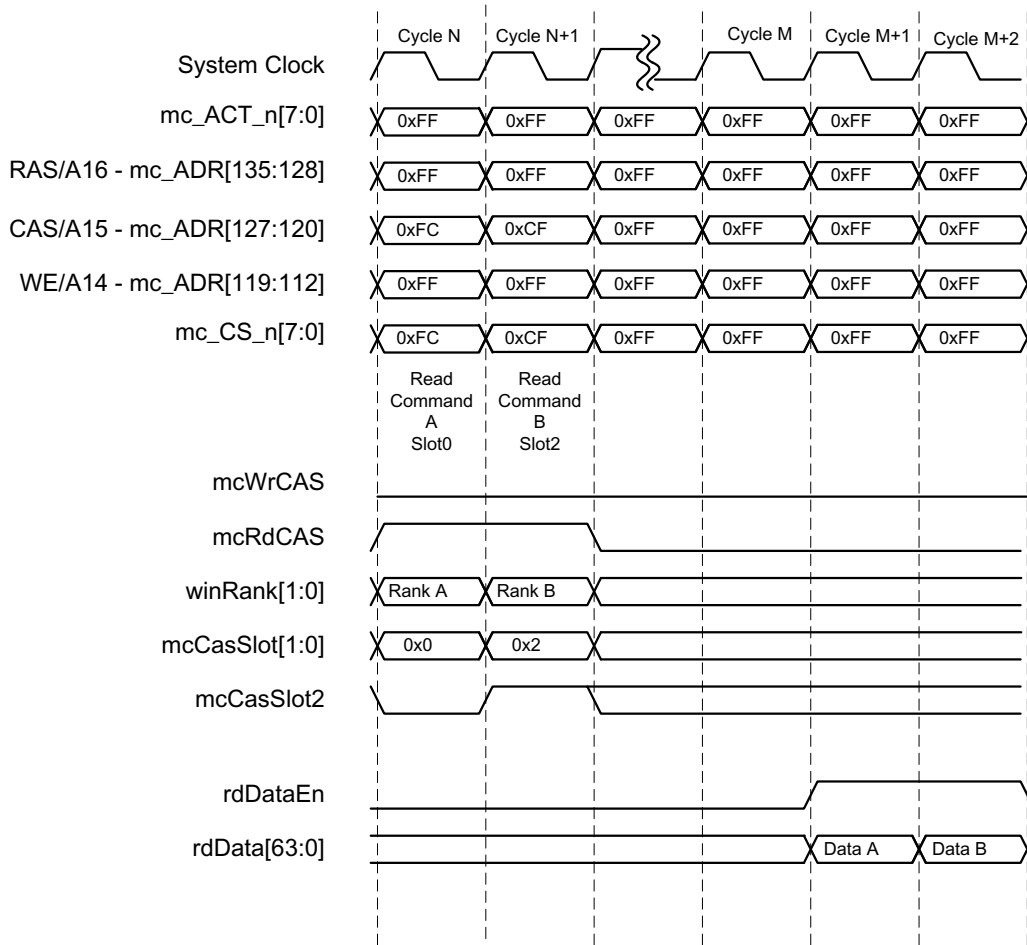 Cycle N Cycle N+1 Cycle M Cycle M+1 Cycle M+2
System Clock
mc_ACT_n[7:0] 0xFF 0xFF 0xFF 0xFF 0xFF 0xFF
RAS/A16 - mc_ADR[135:128] 0xFF 0xFF 0xFF 0xFF 0xFF 0xFF
CAS/A15 - mc_ADR[127:120] 0xFC 0xCF 0xFF 0xFF 0xFF 0xFF
WE/A14 - mc_ADR[119:112] 0xFF 0xFF 0xFF 0xFF 0xFF 0xFF
mc_CS_n[7:0] 0xFC 0xCF 0xFF 0xFF 0xFF 0xFF
Read Command A Slot0
Read Command B Slot2
mcWrCAS
mcRdCAS
winRank[1:0] Rank A Rank B
mcCasSlot[1:0] 0x0 0x2
mcCasSlot2
rdDataEn
rdData[63:0] Data A Data B